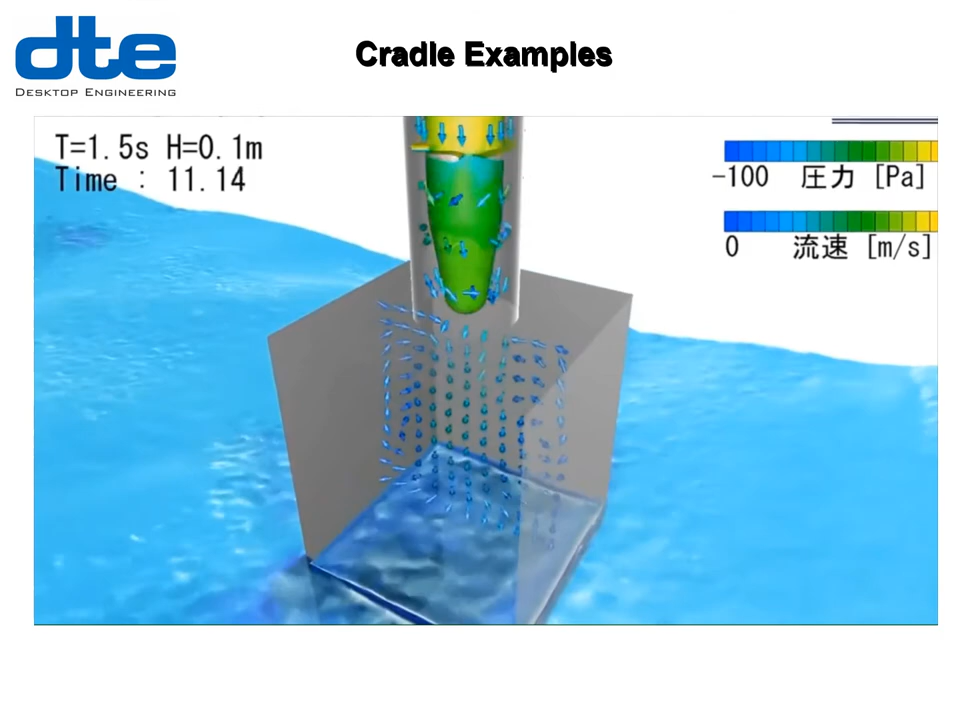 dte
DESKTOP ENGINEERING
Cradle Examples
T=1.5s H=0.1m
Time : 11.14
-100 圧力 [Pa]
0 流速 [m/s]